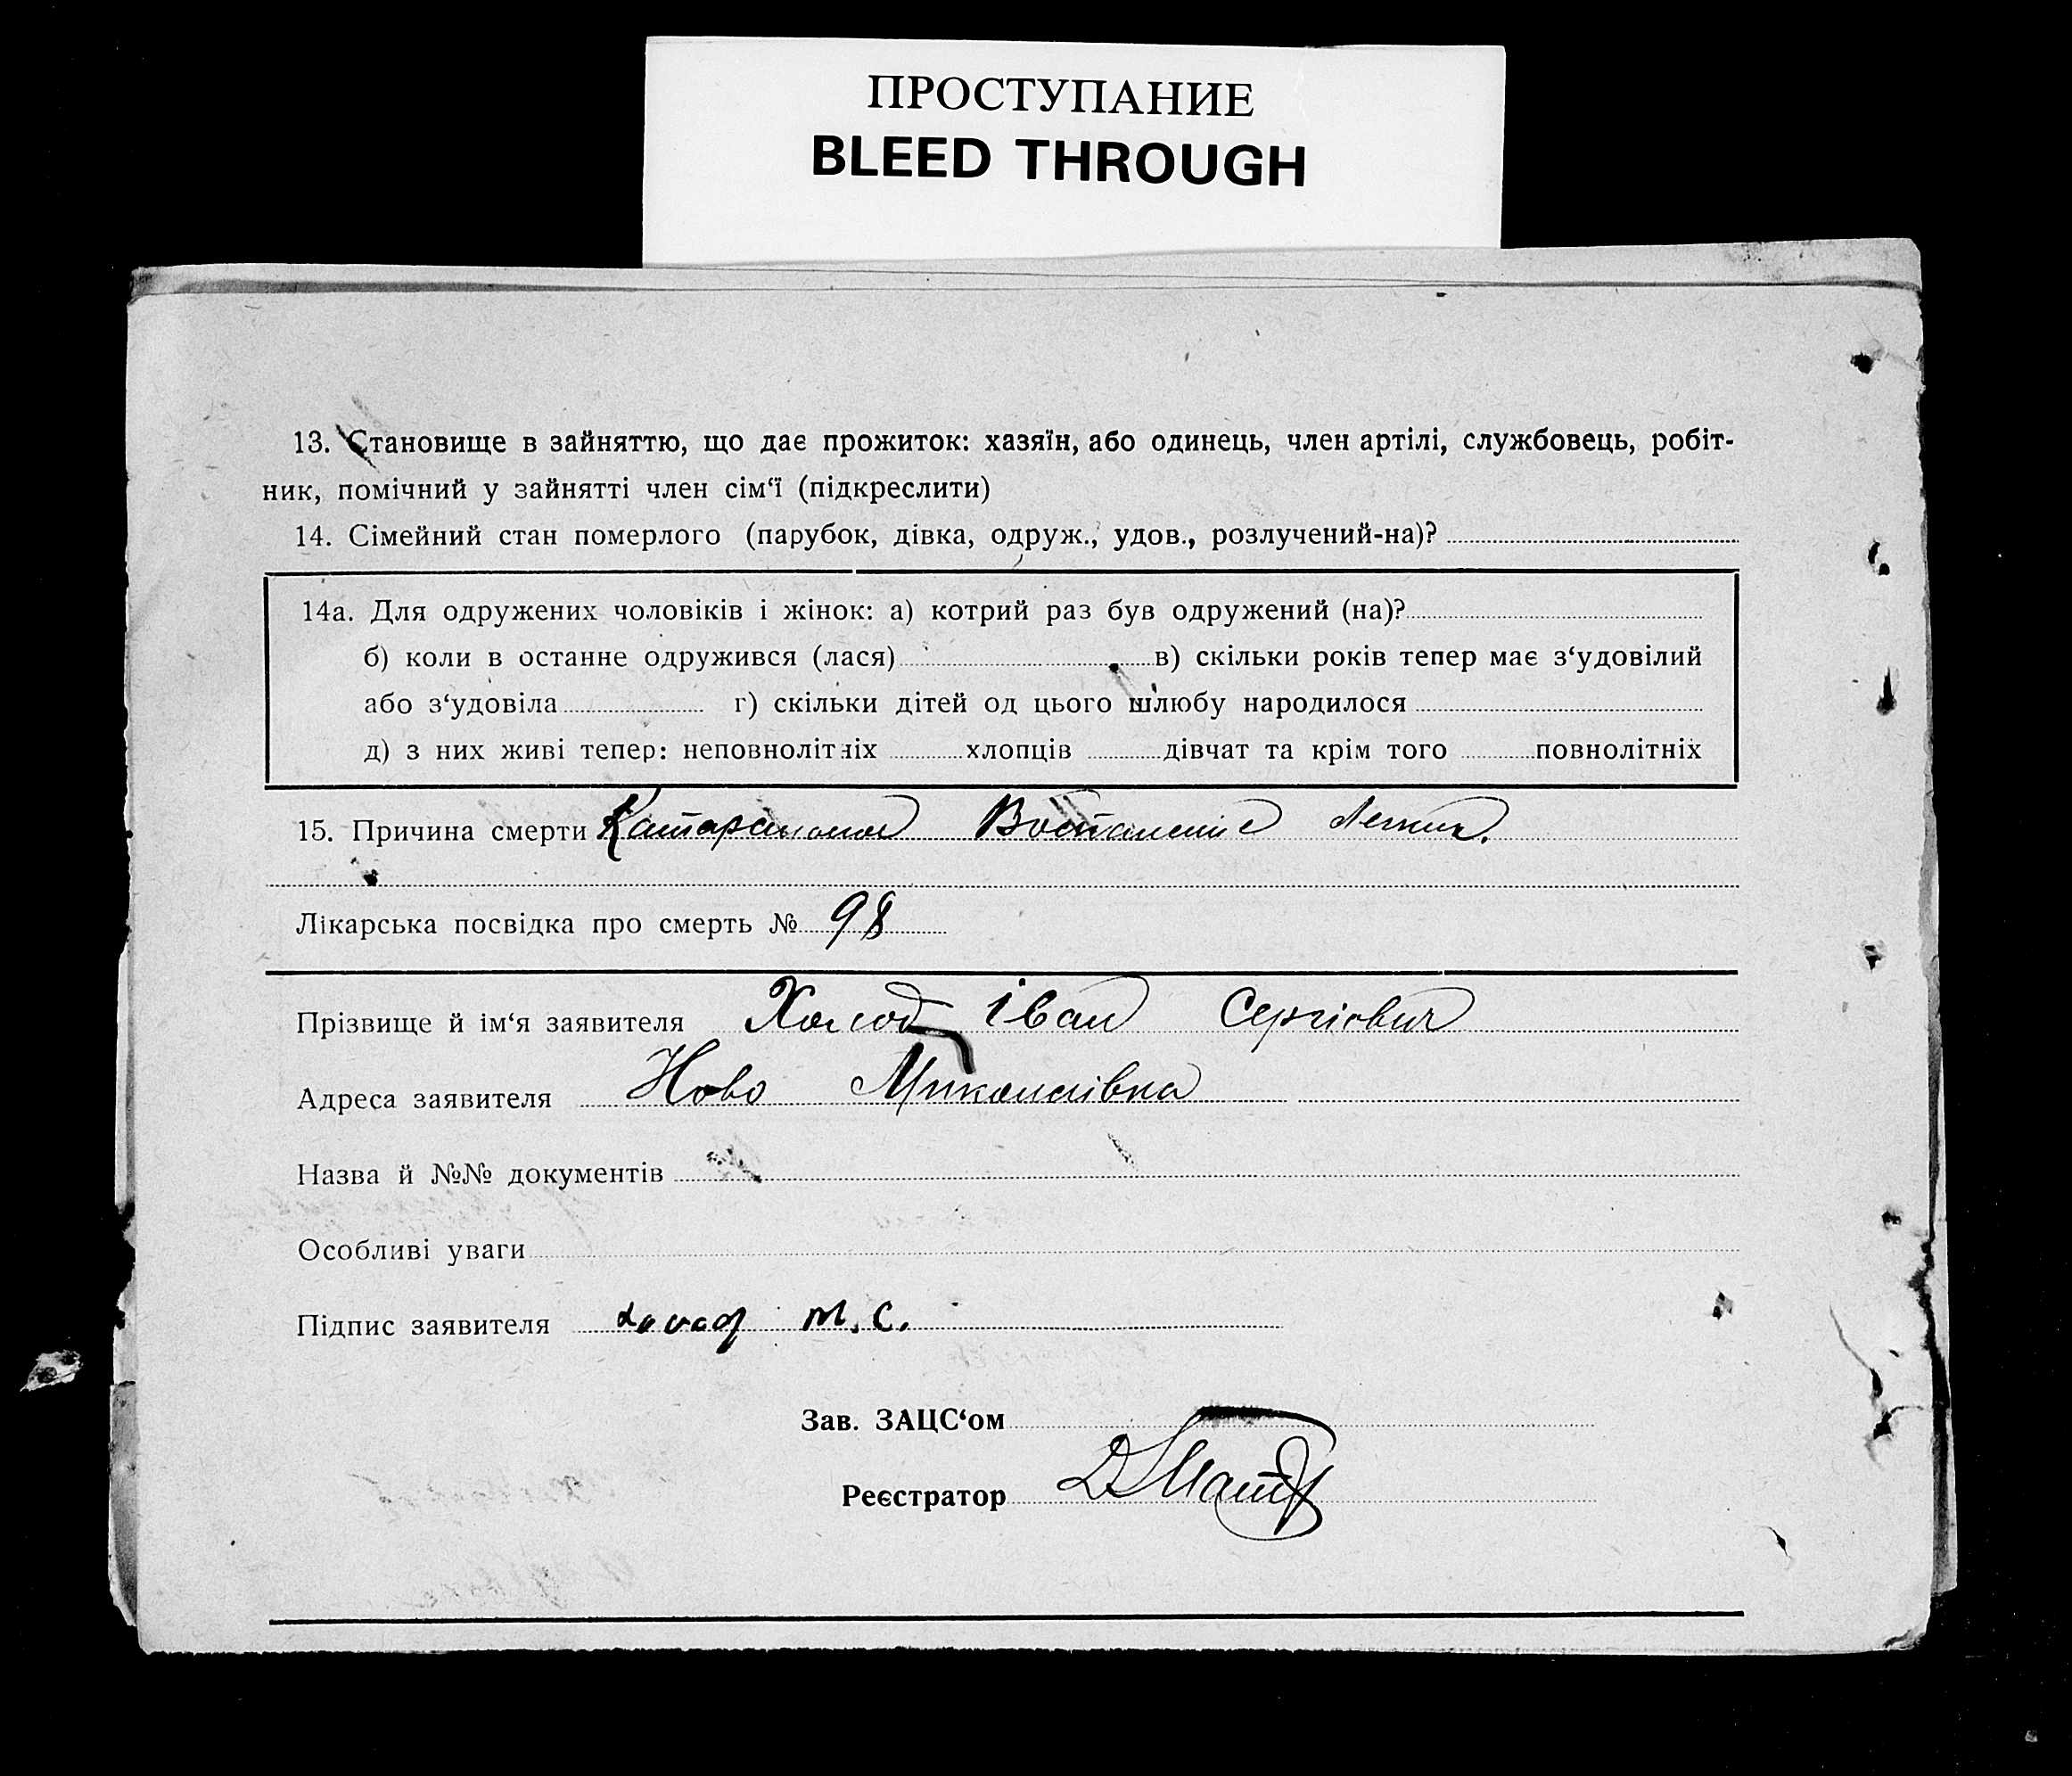 ПРОСТУПАНИЕ
BLEED THROUGH
13. Становище в зайняттю, що дає прожиток: хазяїн, або одинець, член артілі, службовець, робіт-
ник, помічний у зайнятті член сім‘ї (підкреслити)
14. Сімейний стан померлого (парубок, дівка, одруж., удов., розлучений-на)?
14а. Для одружених чоловіків і жінок: а) котрий раз був одружений (на)?
б) коли в останне одружився (лася) в) скільки років тепер має з‘удовілий
або з‘удовіла г) скільки дітей од цього шлюбу народилося
д) з них живі тепер: неповнолітніх хлопців дівчат та крім того повнолітніх
15. Причина смерти Воспаление легких.
Лікарська посвідка про смерть № 98
Прізвище й ім‘я заявителя Холод Іван Сергієвич
Адреса заявителя Ново Миколаївка
Назва й №№ документів
Особливі уваги
Підпис заявителя
Зав. ЗАЦС‘ом
Реєстратор